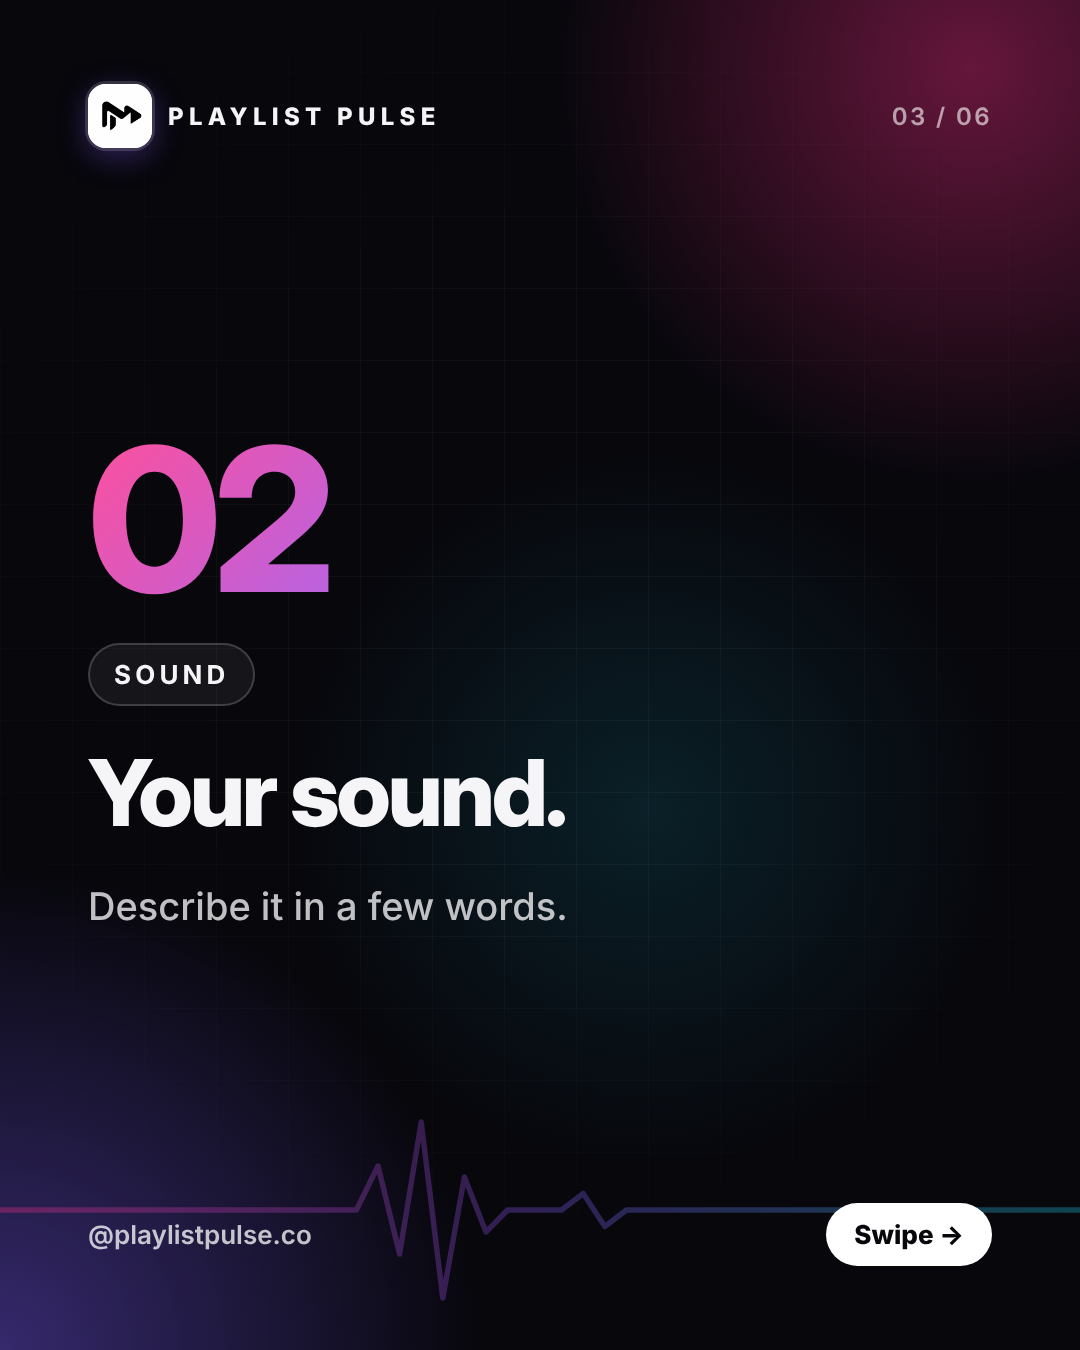 PLAYLIST PULSE
03 / 06
02
SOUND
Your sound.
Describe it in a few words.
@playlistpulse.co
Swipe →